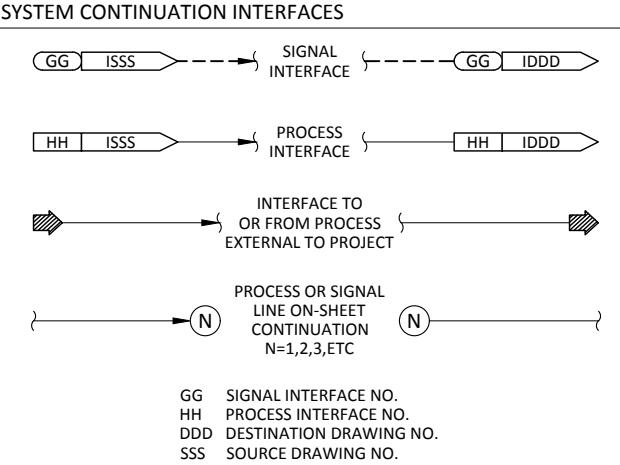 SYSTEM CONTINUATION INTERFACES
GG ISSS SIGNAL GG IDDD
INTERFACE
HH ISSS PROCESS HH IDDD
INTERFACE
INTERFACE TO
OR FROM PROCESS
EXTERNAL TO PROJECT
PROCESS OR SIGNAL
N LINE ON-SHEET N
CONTINUATION
N=1,2,3,ETC
GG SIGNAL INTERFACE NO.
HH PROCESS INTERFACE NO.
DDD DESTINATION DRAWING NO.
SSS SOURCE DRAWING NO.